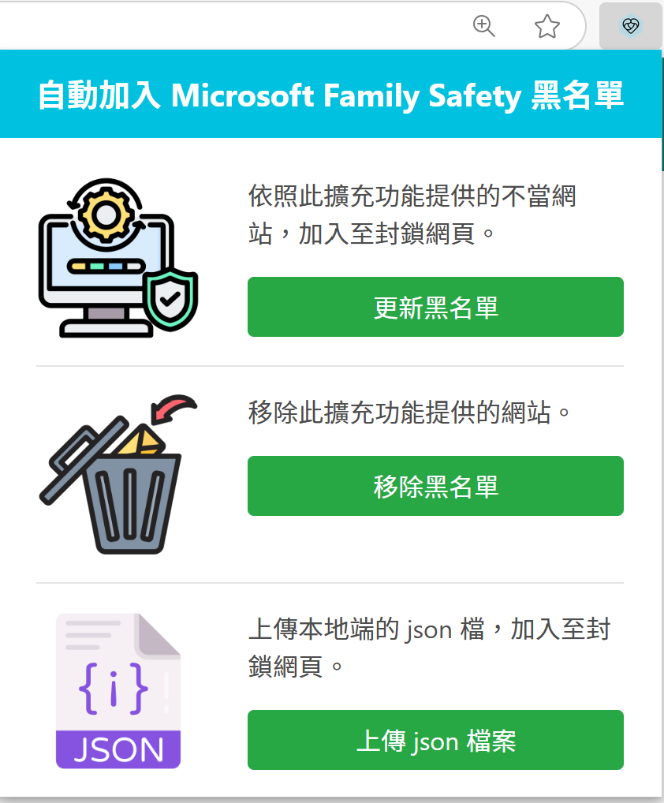 自動加入 Microsoft Family Safety 黑名單
依照此擴充功能提供的不當網
站，加入至封鎖網頁。
更新黑名單
移除此擴充功能提供的網站。
移除黑名單
上傳本地端的 json 檔，加入至封
鎖網頁。
{i}
JSON
上傳 json 檔案